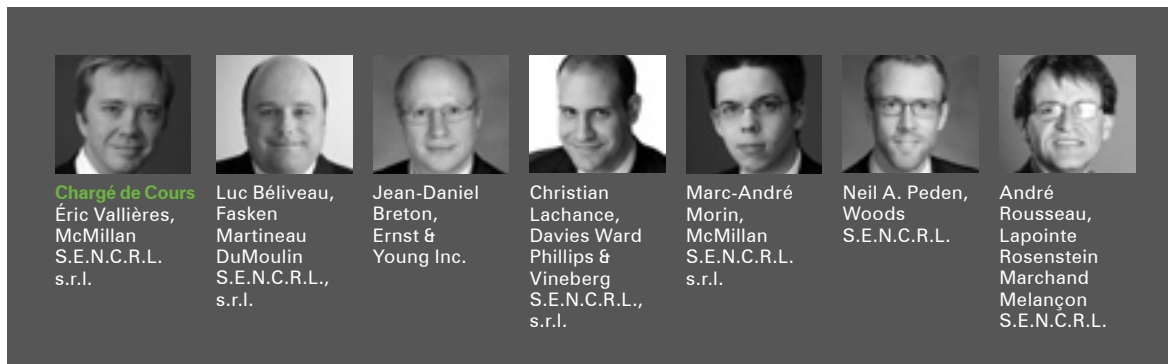 Chargé de Cours
Éric Vallières,
McMillan
S.E.N.C.R.L.
s.r.l.
Luc Béliveau,
Fasken
Martineau
DuMoulin
S.E.N.C.R.L.,
s.r.l.
Jean-Daniel
Breton,
Ernst &
Young Inc.
Christian
Lachance,
Davies Ward
Phillips &
Vineberg
S.E.N.C.R.L.,
s.r.l.
Marc-André
Morin,
McMillan
S.E.N.C.R.L.
s.r.l.
Neil A. Peden,
Woods
S.E.N.C.R.L.
André
Rousseau,
Lapointe
Rosenstein
Marchand
Melançon
S.E.N.C.R.L.